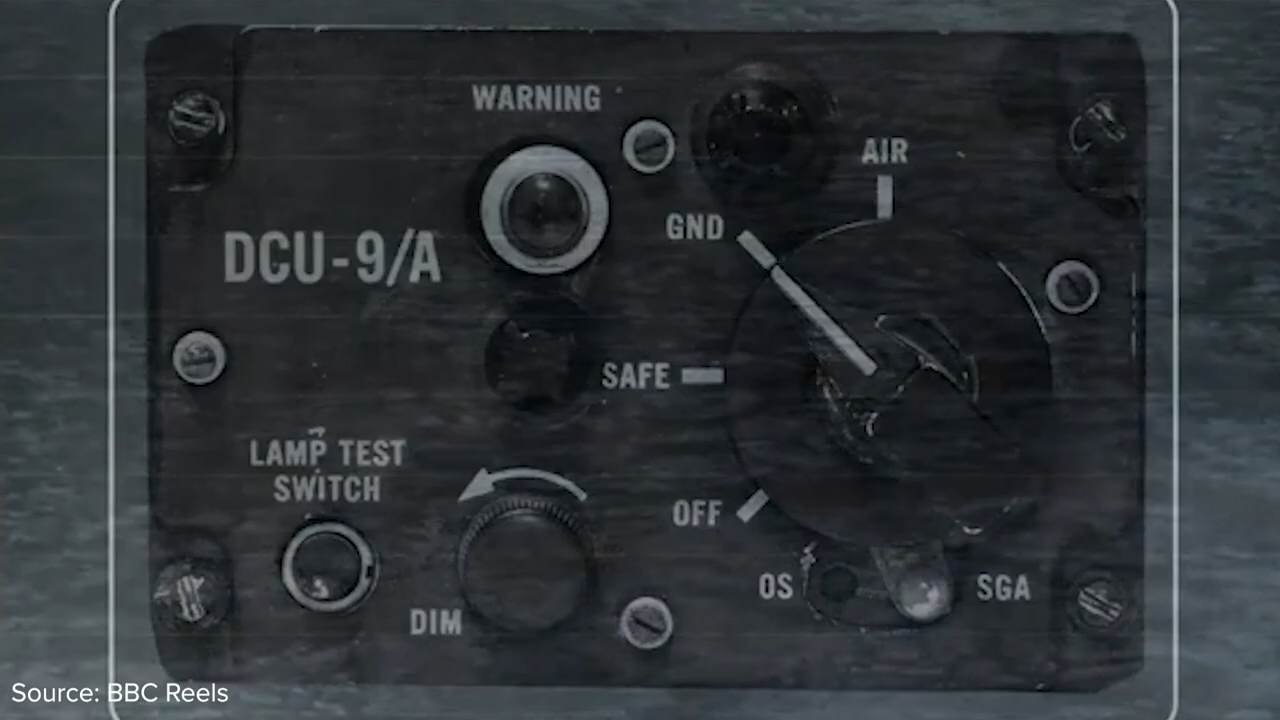 WARNING
AIR
GND
DCU-9/A
SAFE
LAMP TEST
SWITCH
OFF
OS
SGA
DIM
Source: BBC Reels